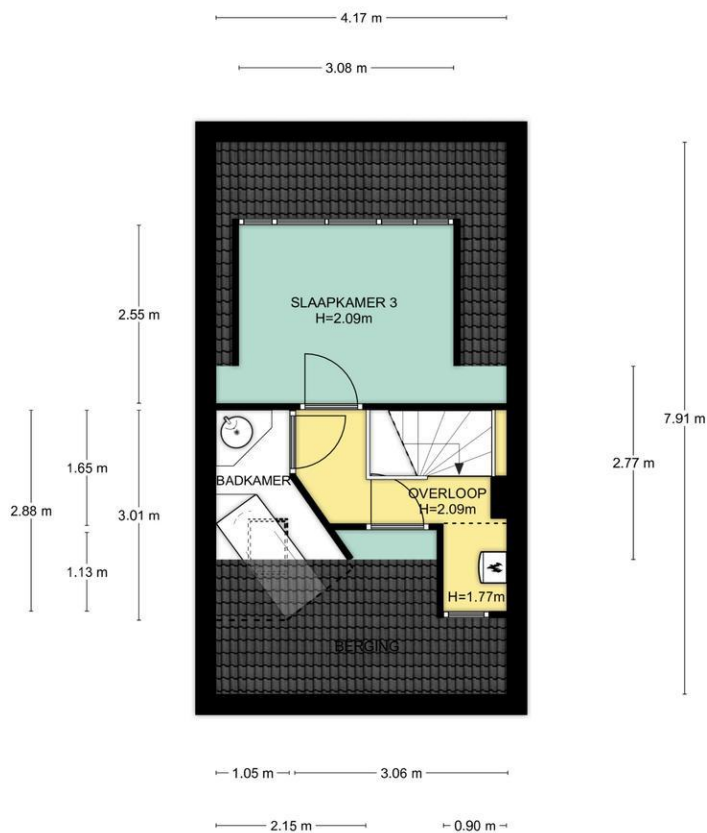 4.17 m
3.08 m
SLAAPKAMER 3
H=2.09m
2.55 m
7.91 m
1.65 m
2.77 m
BADKAMER
OVERLOOP
H=2.09m
2.88 m
3.01 m
1.13 m
H=1.77m
BERGING
1.05 m
3.06 m
2.15 m
0.90 m